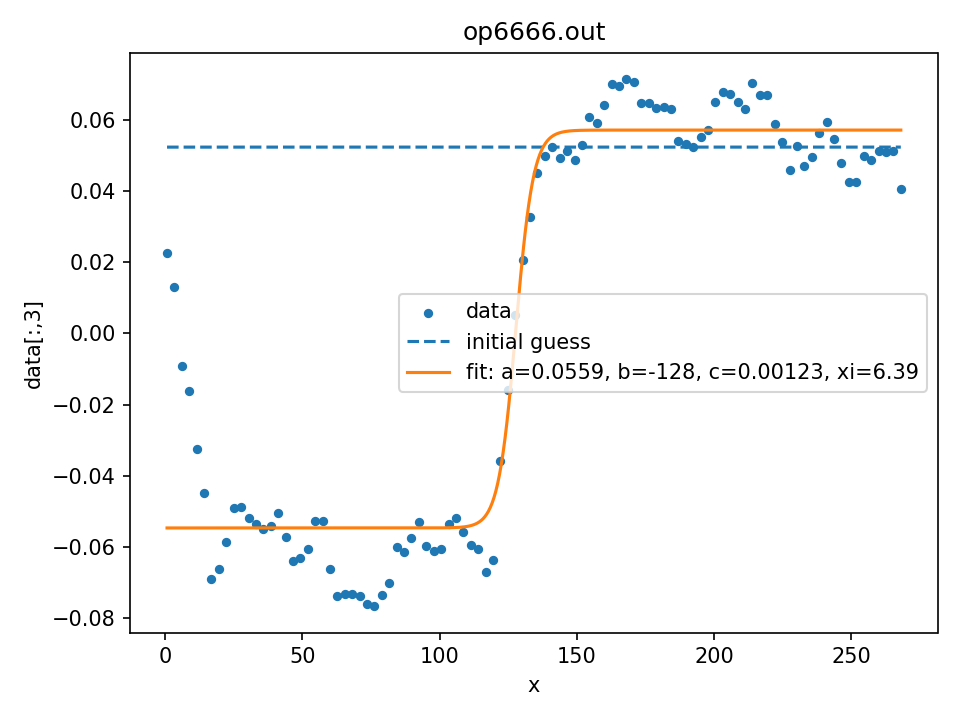 op6666.out
0.06
0.04
0.02
0.00
−0.02
−0.04
−0.06
−0.08
data[:,3]
data
initial guess
fit: a=0.0559, b=-128, c=0.00123, xi=6.39
0 50 100 150 200 250
x